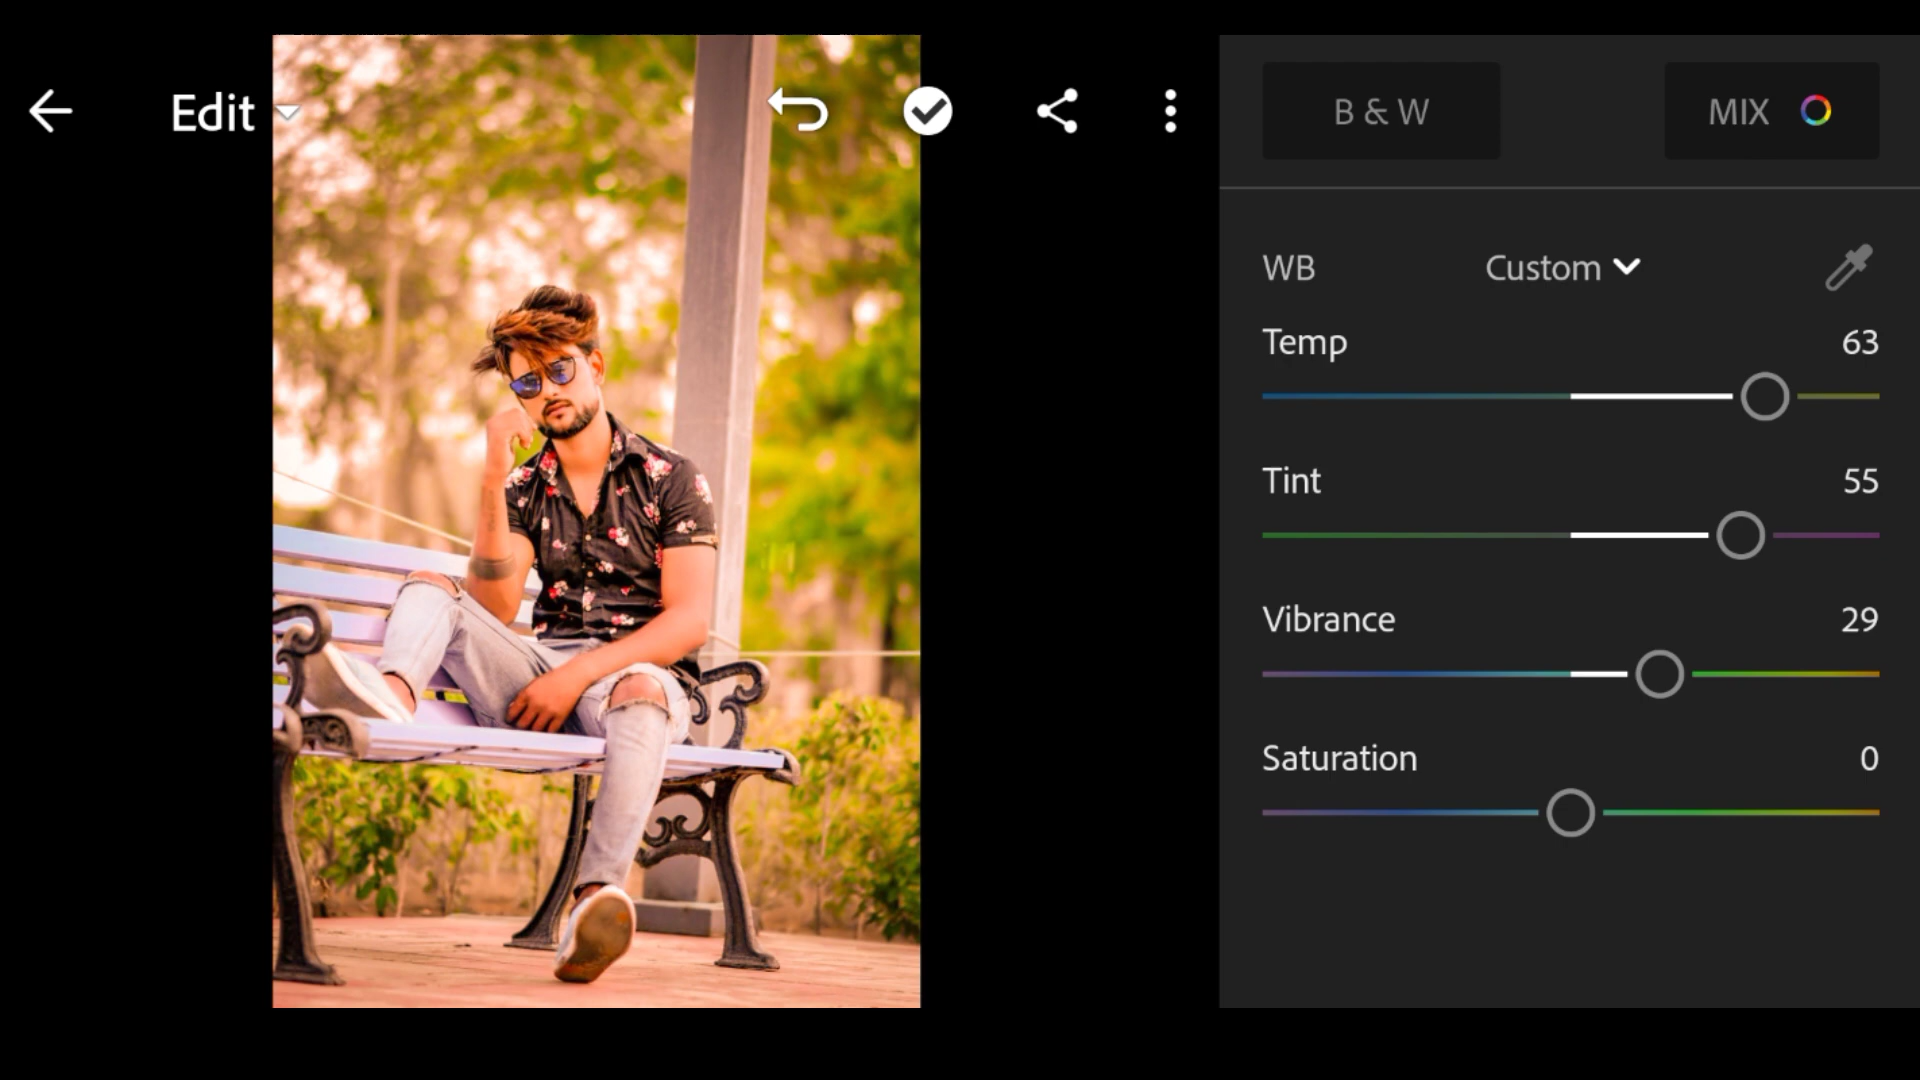 Edit
B & W
MIX
WB Custom
Temp 63
Tint 55
Vibrance 29
Saturation 0